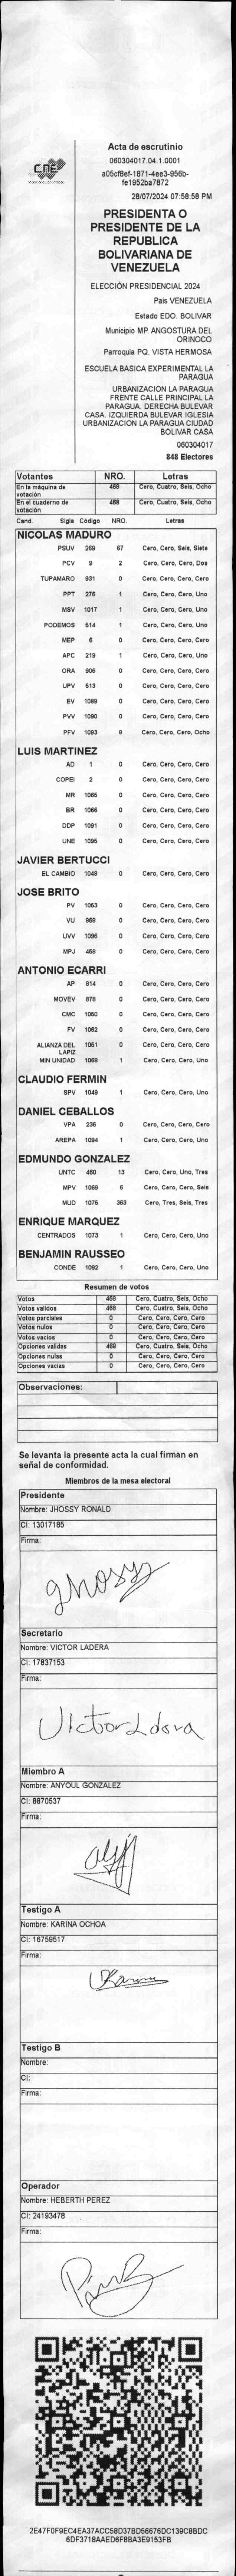 CNE
Acta de escrutinio
060304017.04.1.0001
a05cf8ef-1871-4ee3-956b-
fe1952ba7872
28/07/2024 07:58:58 PM
PRESIDENTA O
PRESIDENTE DE LA
REPUBLICA
BOLIVARIANA DE
VENEZUELA
ELECCIÓN PRESIDENCIAL 2024
Pais VENEZUELA
Estado EDO. BOLIVAR
Municipio MP. ANGOSTURA DEL
ORINOCO
Parroquia PQ. VISTA HERMOSA
ESCUELA BASICA EXPERIMENTAL LA
PARAGUA
URBANIZACION LA PARAGUA
FRENTE CALLE PRINCIPAL LA
PARAGUA. DERECHA BULEVAR
CASA. IZQUIERDA BULEVAR IGLESIA
URBANIZACION LA PARAGUA CIUDAD
BOLIVAR CASA
060304017
848 Electores
Votantes NRO. Letras
En la máquina de votación 468 Cero, Cuatro, Seis, Ocho
En el cuaderno de votación 468 Cero, Cuatro, Seis, Ocho
Cand. Sigla Código NRO. Letras
NICOLAS MADURO
PSUV 269 67 Cero, Cero, Seis, Siete
PCV 9 2 Cero, Cero, Cero, Dos
TUPAMARO 931 0 Cero, Cero, Cero, Cero
PPT 276 1 Cero, Cero, Cero, Uno
MSV 1017 1 Cero, Cero, Cero, Uno
PODEMOS 514 1 Cero, Cero, Cero, Uno
MEP 6 0 Cero, Cero, Cero, Cero
APC 219 1 Cero, Cero, Cero, Uno
ORA 906 0 Cero, Cero, Cero, Cero
UPV 513 0 Cero, Cero, Cero, Cero
EV 1089 0 Cero, Cero, Cero, Cero
PVV 1090 0 Cero, Cero, Cero, Cero
PFV 1093 8 Cero, Cero, Cero, Ocho
LUIS MARTINEZ
AD 1 0 Cero, Cero, Cero, Cero
COPEI 2 0 Cero, Cero, Cero, Cero
MR 1065 0 Cero, Cero, Cero, Cero
BR 1066 0 Cero, Cero, Cero, Cero
DDP 1091 0 Cero, Cero, Cero, Cero
UNE 1095 0 Cero, Cero, Cero, Cero
JAVIER BERTUCCI
EL CAMBIO 1048 0 Cero, Cero, Cero, Cero
JOSE BRITO
PV 1053 0 Cero, Cero, Cero, Cero
VU 968 0 Cero, Cero, Cero, Cero
UVV 1096 0 Cero, Cero, Cero, Cero
MPJ 458 0 Cero, Cero, Cero, Cero
ANTONIO ECARRI
AP 814 0 Cero, Cero, Cero, Cero
MOVEV 878 0 Cero, Cero, Cero, Cero
CMC 1050 0 Cero, Cero, Cero, Cero
FV 1062 0 Cero, Cero, Cero, Cero
ALIANZA DEL LAPIZ 1051 0 Cero, Cero, Cero, Cero
MIN UNIDAD 1068 1 Cero, Cero, Cero, Uno
CLAUDIO FERMIN
SPV 1049 1 Cero, Cero, Cero, Uno
DANIEL CEBALLOS
VPA 236 0 Cero, Cero, Cero, Cero
AREPA 1094 1 Cero, Cero, Cero, Uno
EDMUNDO GONZALEZ
UNTC 460 13 Cero, Cero, Uno, Tres
MPV 1069 6 Cero, Cero, Cero, Seis
MUD 1075 363 Cero, Tres, Seis, Tres
ENRIQUE MARQUEZ
CENTRADOS 1073 1 Cero, Cero, Cero, Uno
BENJAMIN RAUSSEO
CONDE 1092 1 Cero, Cero, Cero, Uno
Resumen de votos
Votos 468 Cero, Cuatro, Seis, Ocho
Votos validos 468 Cero, Cuatro, Seis, Ocho
Votos parciales 0 Cero, Cero, Cero, Cero
Votos nulos 0 Cero, Cero, Cero, Cero
Votos vacios 0 Cero, Cero, Cero, Cero
Opciones validas 468 Cero, Cuatro, Seis, Ocho
Opciones nulas 0 Cero, Cero, Cero, Cero
Opciones vacias 0 Cero, Cero, Cero, Cero
Observaciones:
Se levanta la presente acta la cual firman en
señal de conformidad.
Miembros de la mesa electoral
Presidente
Nombre: JHOSSY RONALD
CI: 13017185
Firma:
Jhossy
Secretario
Nombre: VICTOR LADERA
CI: 17837153
Firma:
Victor Ladera
Miembro A
Nombre: ANYOUL GONZALEZ
CI: 8870537
Firma:
Testigo A
Nombre: KARINA OCHOA
CI: 16759517
Firma:
Karina
Testigo B
Nombre:
CI:
Firma:
Operador
Nombre: HEBERTH PEREZ
CI: 24193478
Firma:
2E47F0F9EC4EA37ACC58D37BD56676DC139C8BDC
6DF3718AAED6F8BA3E9153FB